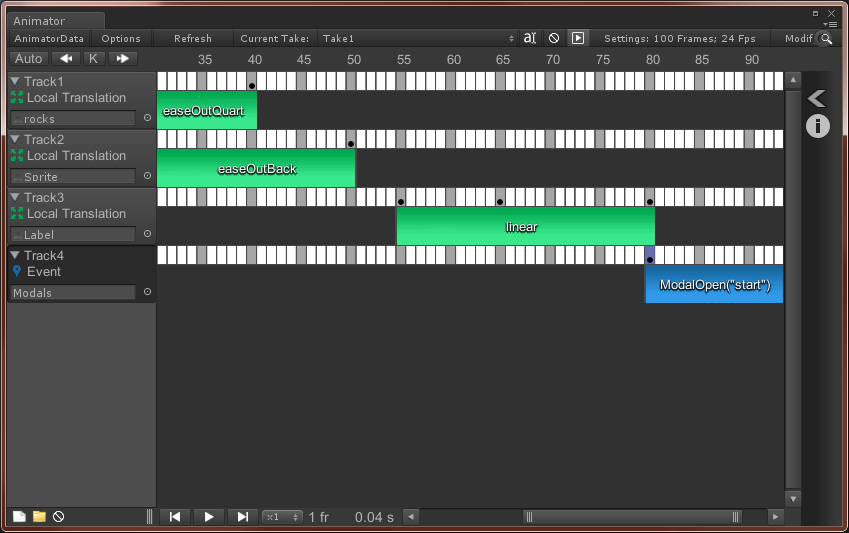 Animator
AnimatorData Options Refresh Current Take: Take1 a Settings: 100 Frames; 24 Fps Modif
Auto K 35 40 45 50 55 60 65 70 75 80 85 90
Track1
Local Translation
easeOutQuart
rocks
Track2
Local Translation
easeOutBack
Sprite
Track3
Local Translation
linear
Label
Track4
Event
ModalOpen("start")
Modals
x1 1 fr 0.04 s